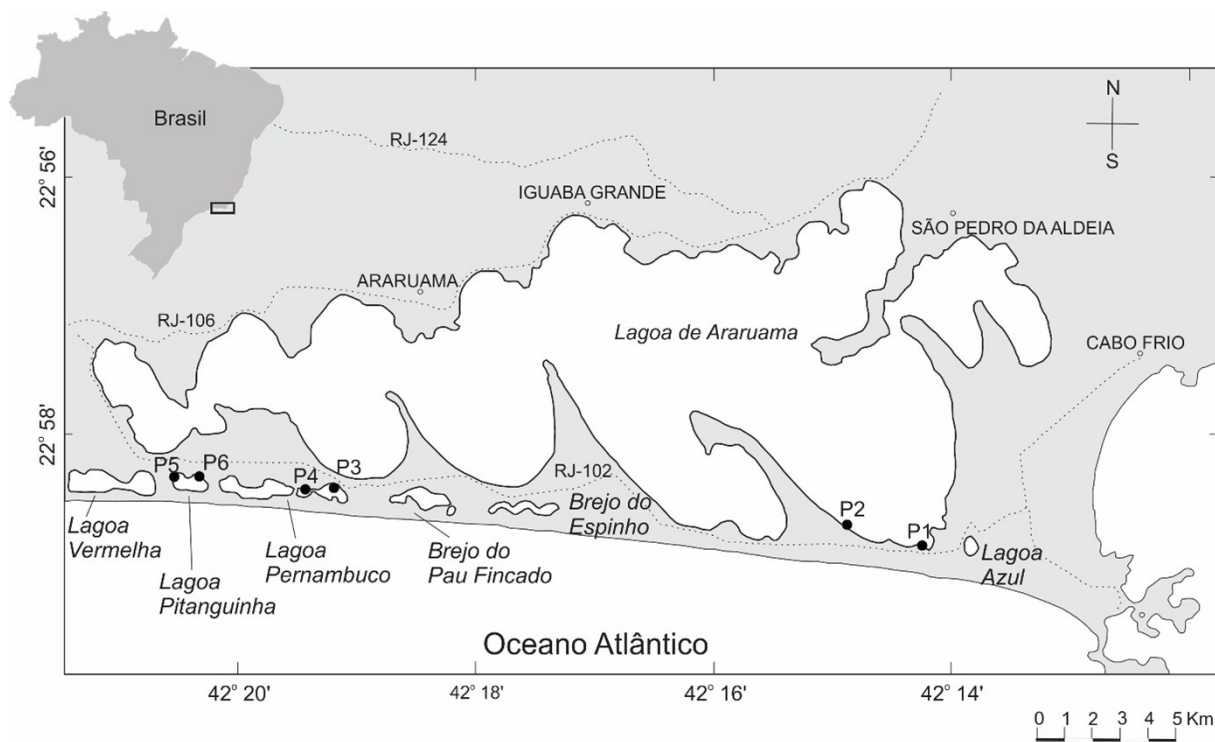 Brasil
RJ-124
N
S
22° 56'
IGUABA GRANDE
SÃO PEDRO DA ALDEIA
ARARUAMA
RJ-106
Lagoa de Araruama
CABO FRIO
22° 58'
P5
P6
P4
P3
RJ-102
P2
P1
Lagoa
Vermelha
Lagoa
Pitanguinha
Lagoa
Pernambuco
Brejo do
Pau Fincado
Brejo do
Espinho
Lagoa
Azul
Oceano Atlântico
42° 20'
42° 18'
42° 16'
42° 14'
0 1 2 3 4 5 Km